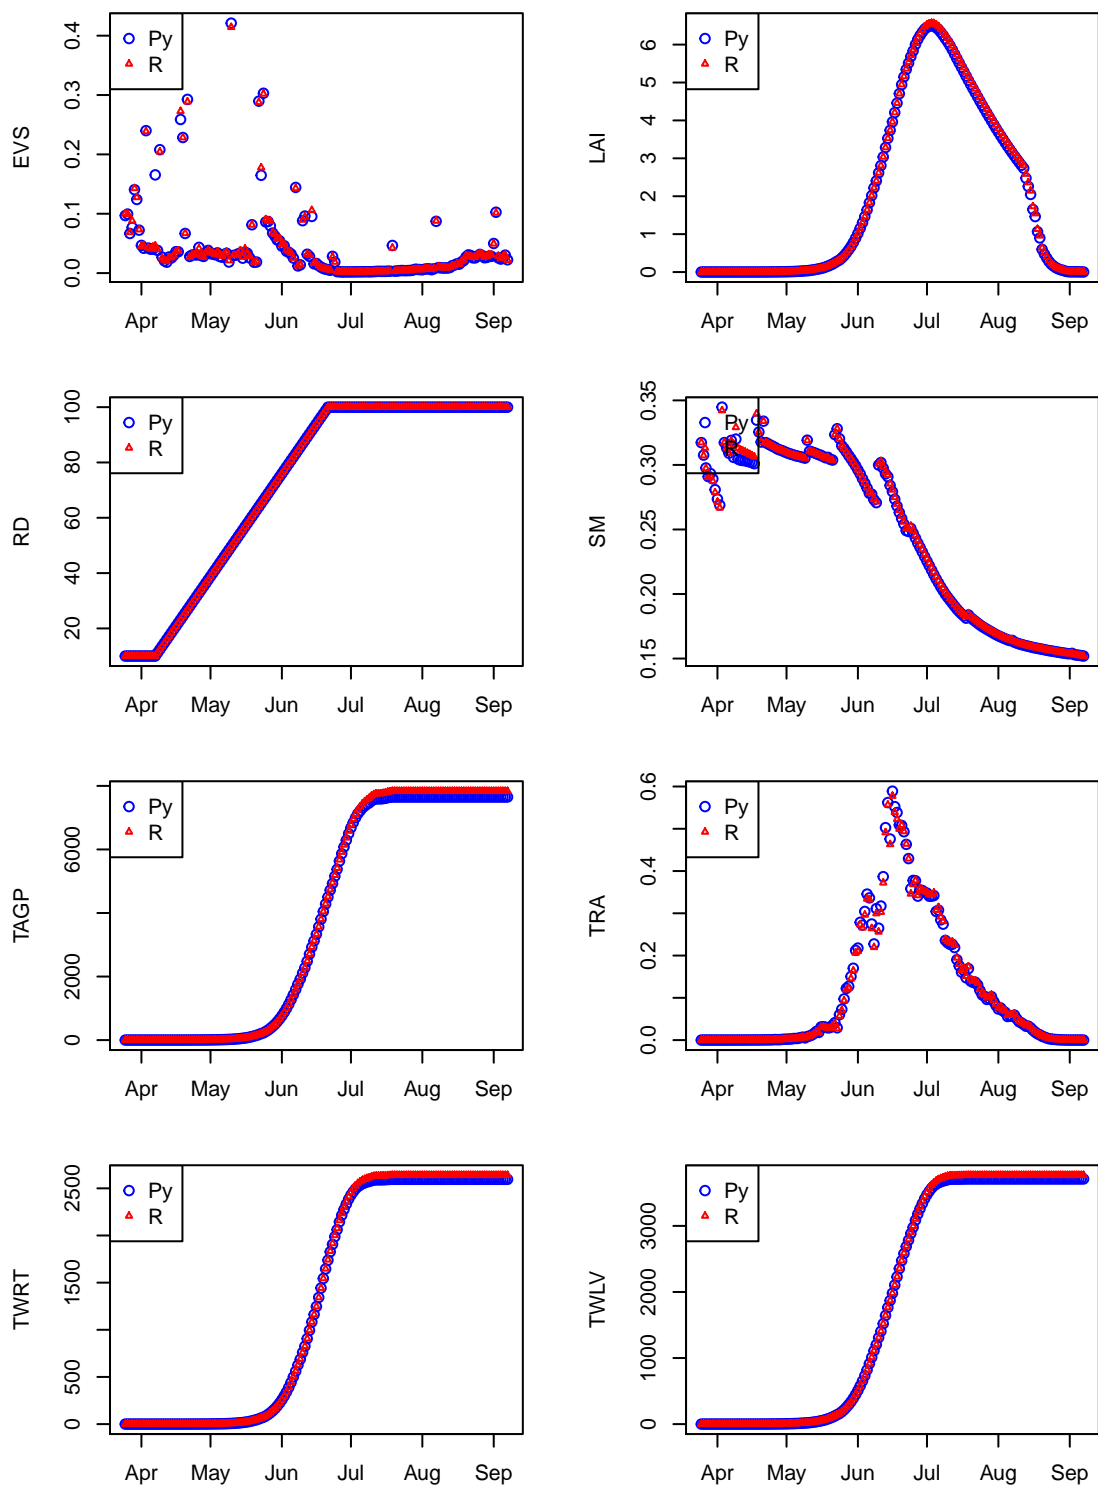 EVS
0.0 0.1 0.2 0.3 0.4
Py
R
Apr May Jun Jul Aug Sep
LAI
0 1 2 3 4 5 6
Py
R
Apr May Jun Jul Aug Sep
RD
20 40 60 80 100
Py
R
Apr May Jun Jul Aug Sep
SM
0.15 0.20 0.25 0.30 0.35
Py
R
Apr May Jun Jul Aug Sep
TAGP
0 2000 6000
Py
R
Apr May Jun Jul Aug Sep
TRA
0.0 0.2 0.4 0.6
Py
R
Apr May Jun Jul Aug Sep
TWRT
0 500 1500 2500
Py
R
Apr May Jun Jul Aug Sep
TWLV
0 1000 2000 3000
Py
R
Apr May Jun Jul Aug Sep